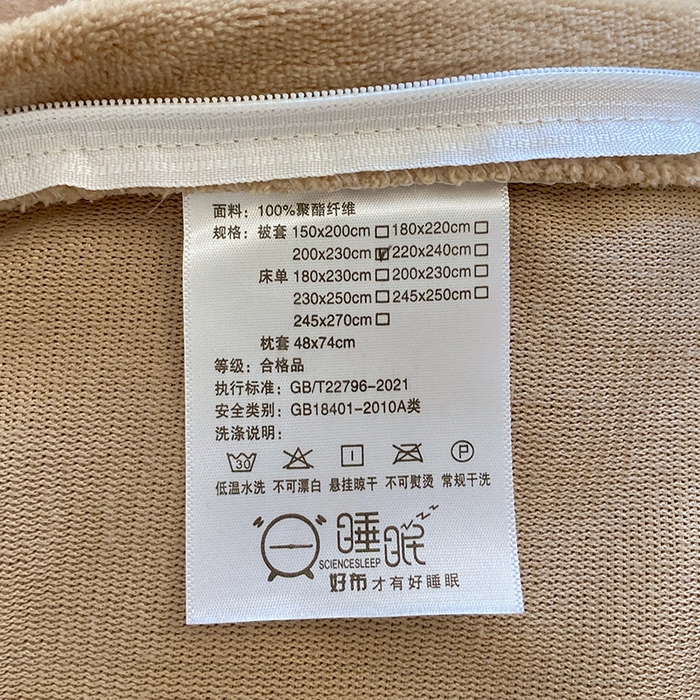 面料：100%聚酯纤维
规格：被套 150x200cm □ 180x220cm □
200x230cm ☑ 220x240cm □
床单 180x230cm □ 200x230cm □
230x250cm □ 245x250cm □
245x270cm □
枕套 48x74cm
等级：合格品
执行标准：GB/T22796-2021
安全类别：GB18401-2010A类
洗涤说明：
30 P
低温水洗 不可漂白 悬挂晾干 不可熨烫 常规干洗
睡眠 zzz
SCIENCESLEEP
好布才有好睡眠